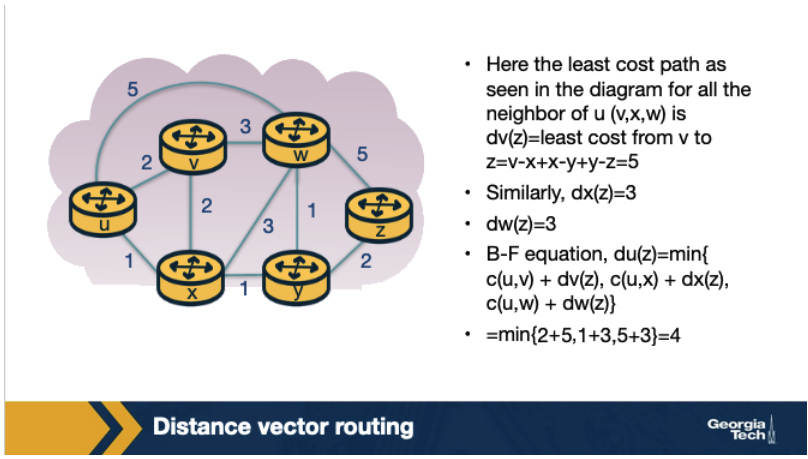 5
3
v
w
2
5
u
2
3
1
z
1
2
x
1
y
• Here the least cost path as
seen in the diagram for all the
neighbor of u (v,x,w) is
dv(z)=least cost from v to
z=v-x+x-y+y-z=5
• Similarly, dx(z)=3
• dw(z)=3
• B-F equation, du(z)=min{
c(u,v) + dv(z), c(u,x) + dx(z),
c(u,w) + dw(z)}
• =min{2+5,1+3,5+3}=4
Distance vector routing
Georgia
Tech